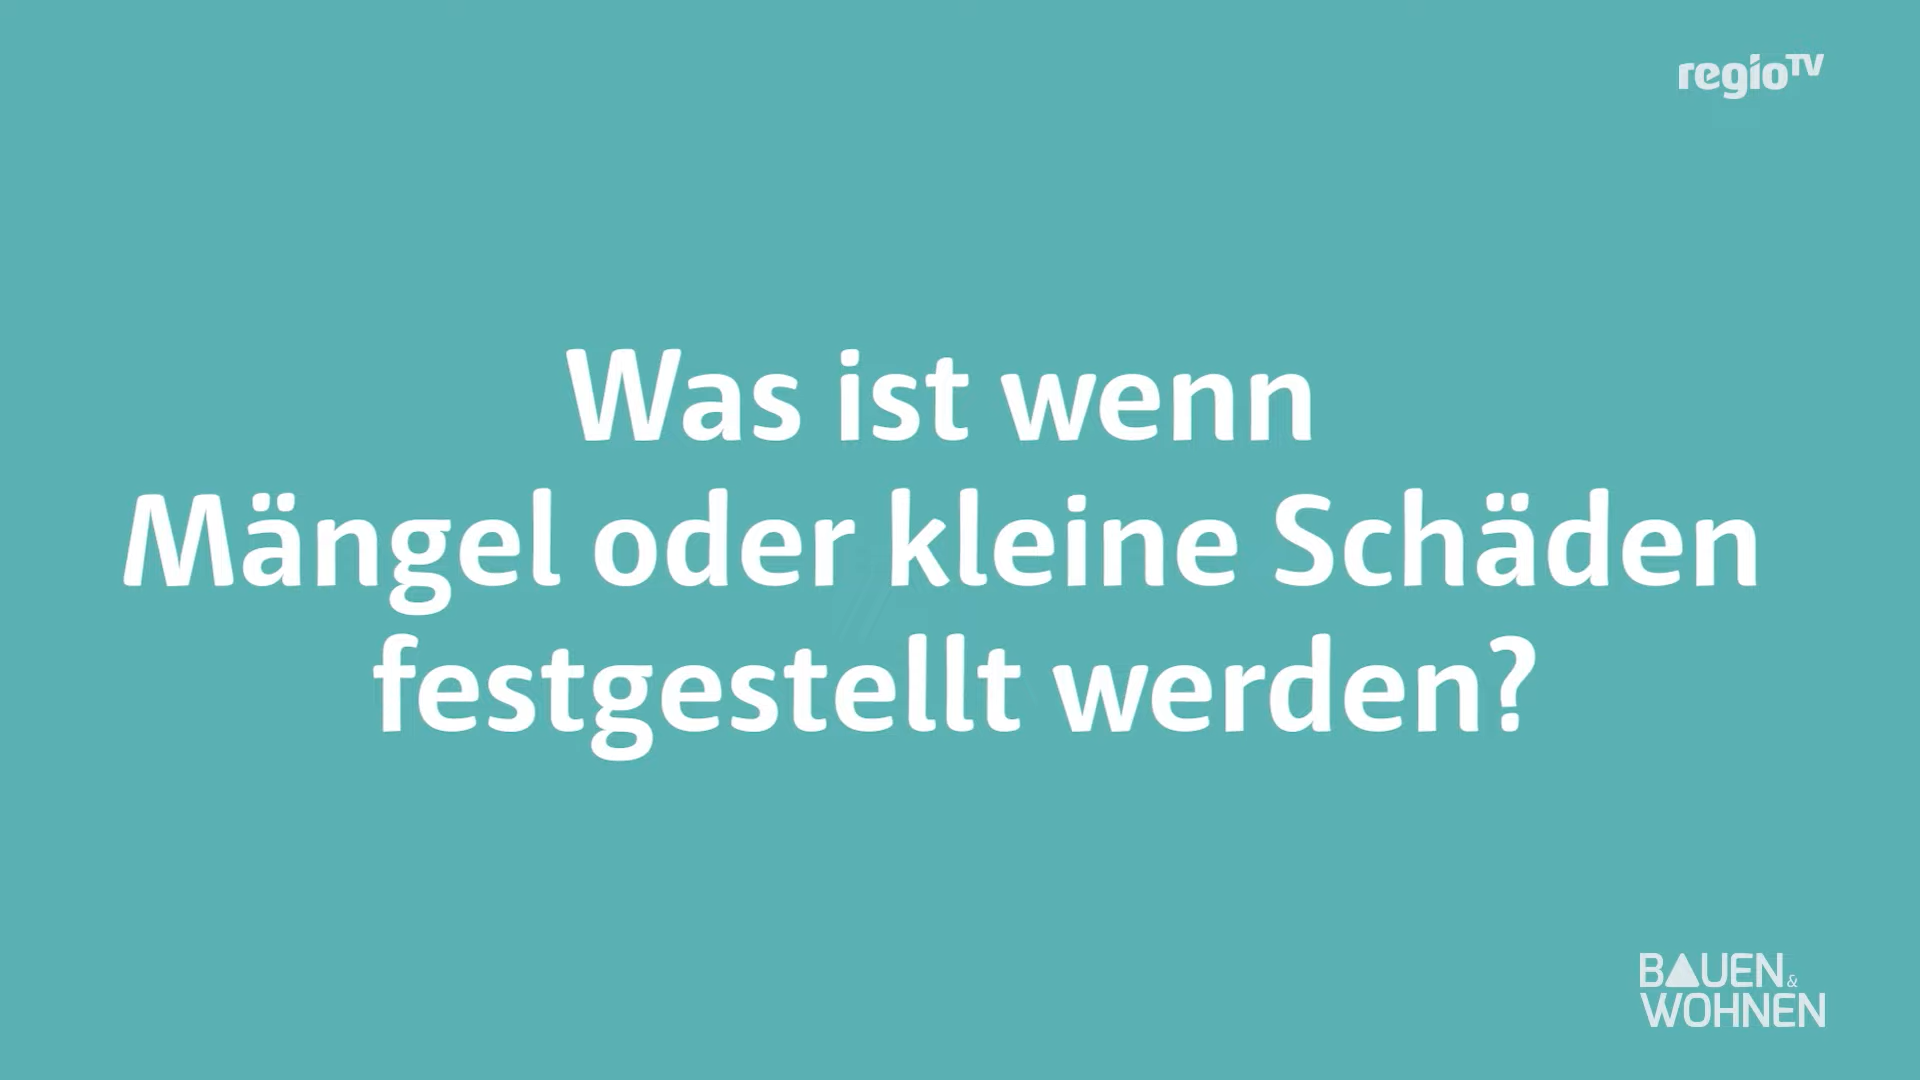 regioTV
Was ist wenn
Mängel oder kleine Schäden
festgestellt werden?
BAUEN &
WOHNEN